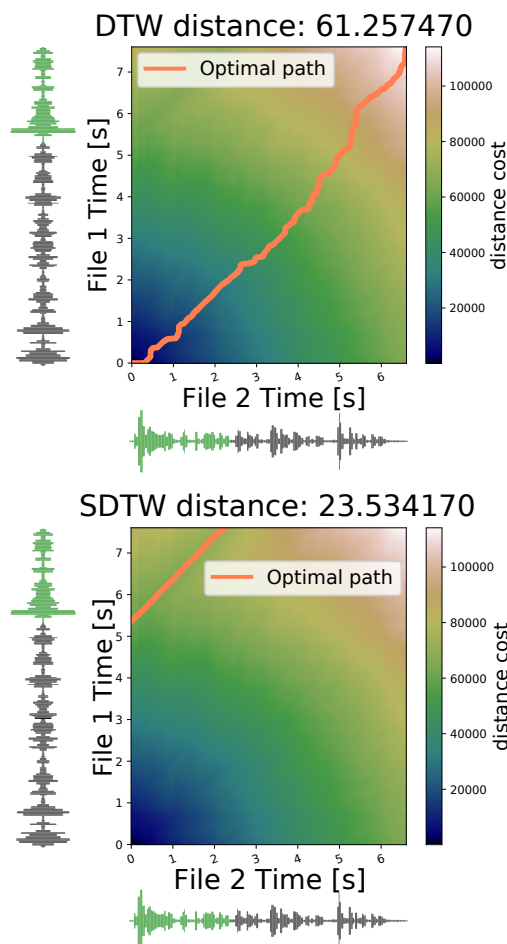 DTW distance: 61.257470
Optimal path
File 1 Time [s]
7
6
5
4
3
2
1
0
0 1 2 3 4 5 6
File 2 Time [s]
100000
80000
60000
40000
20000
distance cost
SDTW distance: 23.534170
Optimal path
File 1 Time [s]
7
6
5
4
3
2
1
0
0 1 2 3 4 5 6
File 2 Time [s]
100000
80000
60000
40000
20000
distance cost